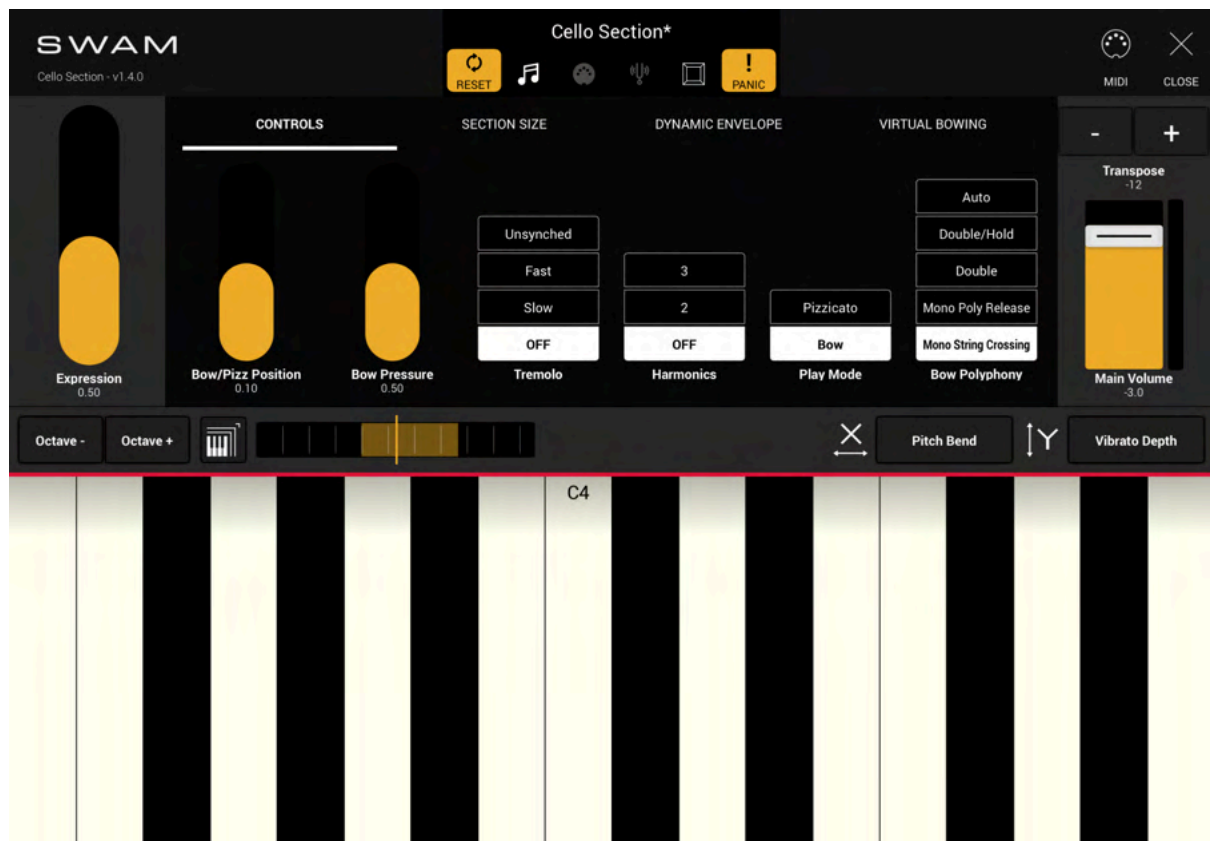 SWAM
Cello Section - v1.4.0
Cello Section*
RESET
!
PANIC
MIDI
CLOSE
CONTROLS
SECTION SIZE
DYNAMIC ENVELOPE
VIRTUAL BOWING
- +
Transpose
-12
Expression
0.50
Bow/Pizz Position
0.10
Bow Pressure
0.50
Unsynched
Fast
Slow
OFF
Tremolo
3
2
OFF
Harmonics
Pizzicato
Bow
Play Mode
Auto
Double/Hold
Double
Mono Poly Release
Mono String Crossing
Bow Polyphony
Main Volume
-3.0
Octave -
Octave +
X
Pitch Bend
Y
Vibrato Depth
C4